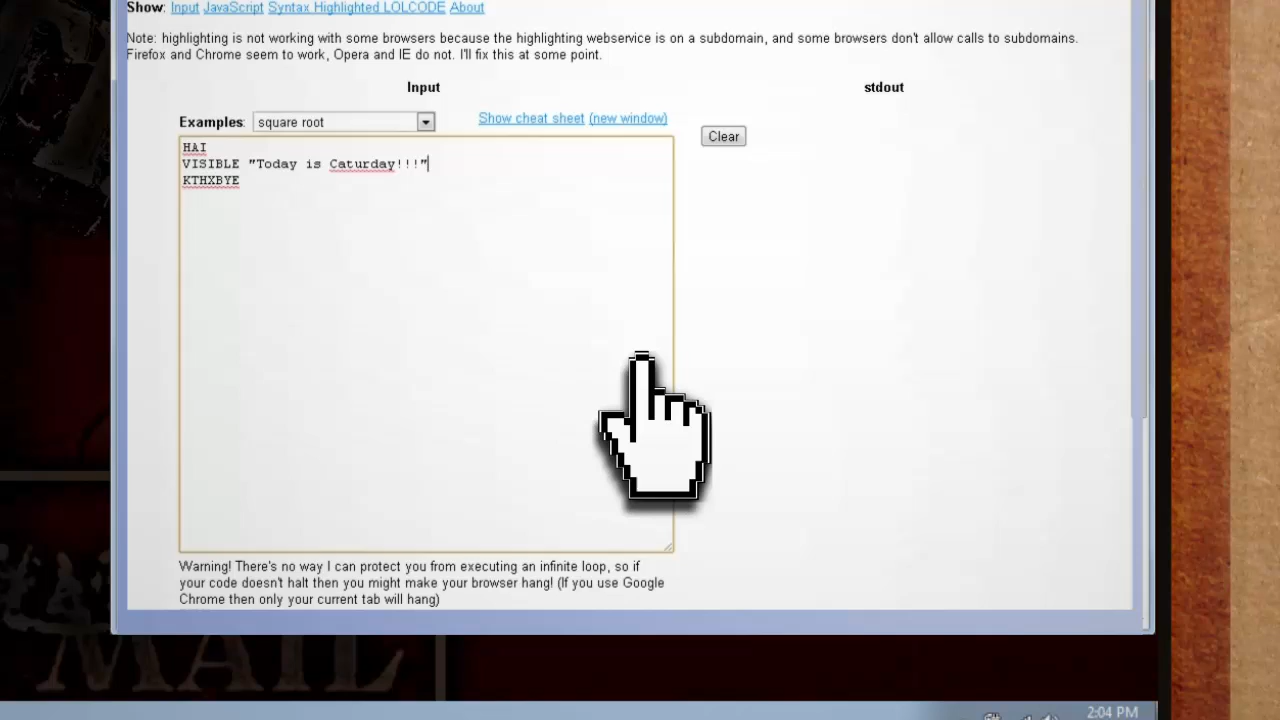 Show: Input JavaScript Syntax Highlighted LOLCODE About
Note: highlighting is not working with some browsers because the highlighting webservice is on a subdomain, and some browsers don't allow calls to subdomains.
Firefox and Chrome seem to work, Opera and IE do not. I'll fix this at some point.
Input
stdout
Examples: square root
Show cheat sheet (new window)
Clear
HAI
VISIBLE "Today is Caturday!!!"
KTHXBYE
Warning! There's no way I can protect you from executing an infinite loop, so if
your code doesn't halt then you might make your browser hang! (If you use Google
Chrome then only your current tab will hang)
MAIL
2:04 PM